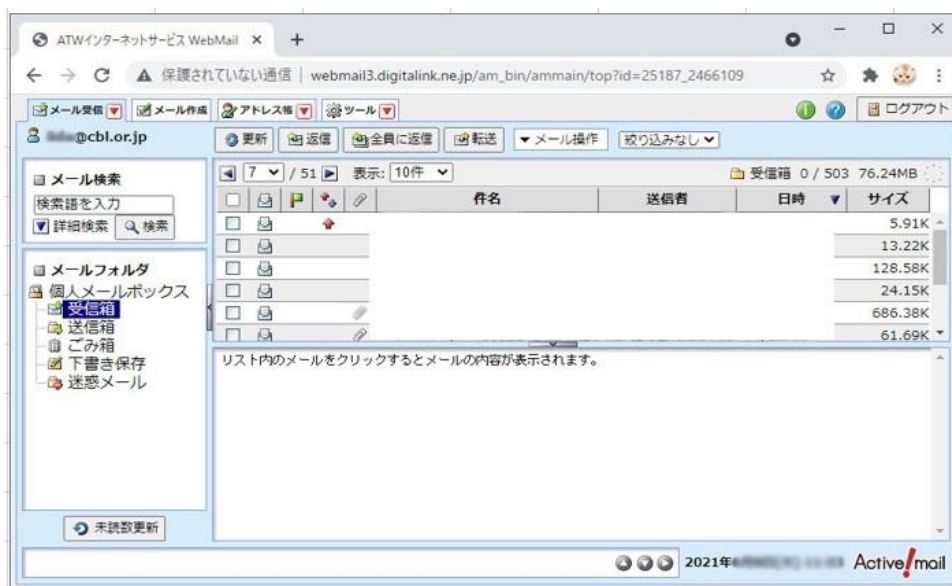 ATWインターネットサービス WebMail
保護されていない通信 | webmail3.digitalink.ne.jp/am_bin/ammain/top?id=25187_2466109
メール受信 メール作成 アドレス帳 ツール ログアウト
@cbl.or.jp
更新 返信 全員に返信 転送 メール操作 絞り込みなし
メール検索
検索語を入力
詳細検索 検索
7 / 51 表示: 10件 受信箱 0 / 503 76.24MB
件名 送信者 日時 サイズ
5.91K
13.22K
128.58K
24.15K
686.38K
61.69K
メールフォルダ
個人メールボックス
受信箱
送信箱
ごみ箱
下書き保存
迷惑メール
リスト内のメールをクリックするとメールの内容が表示されます。
未読数更新
2021年
Active!mail